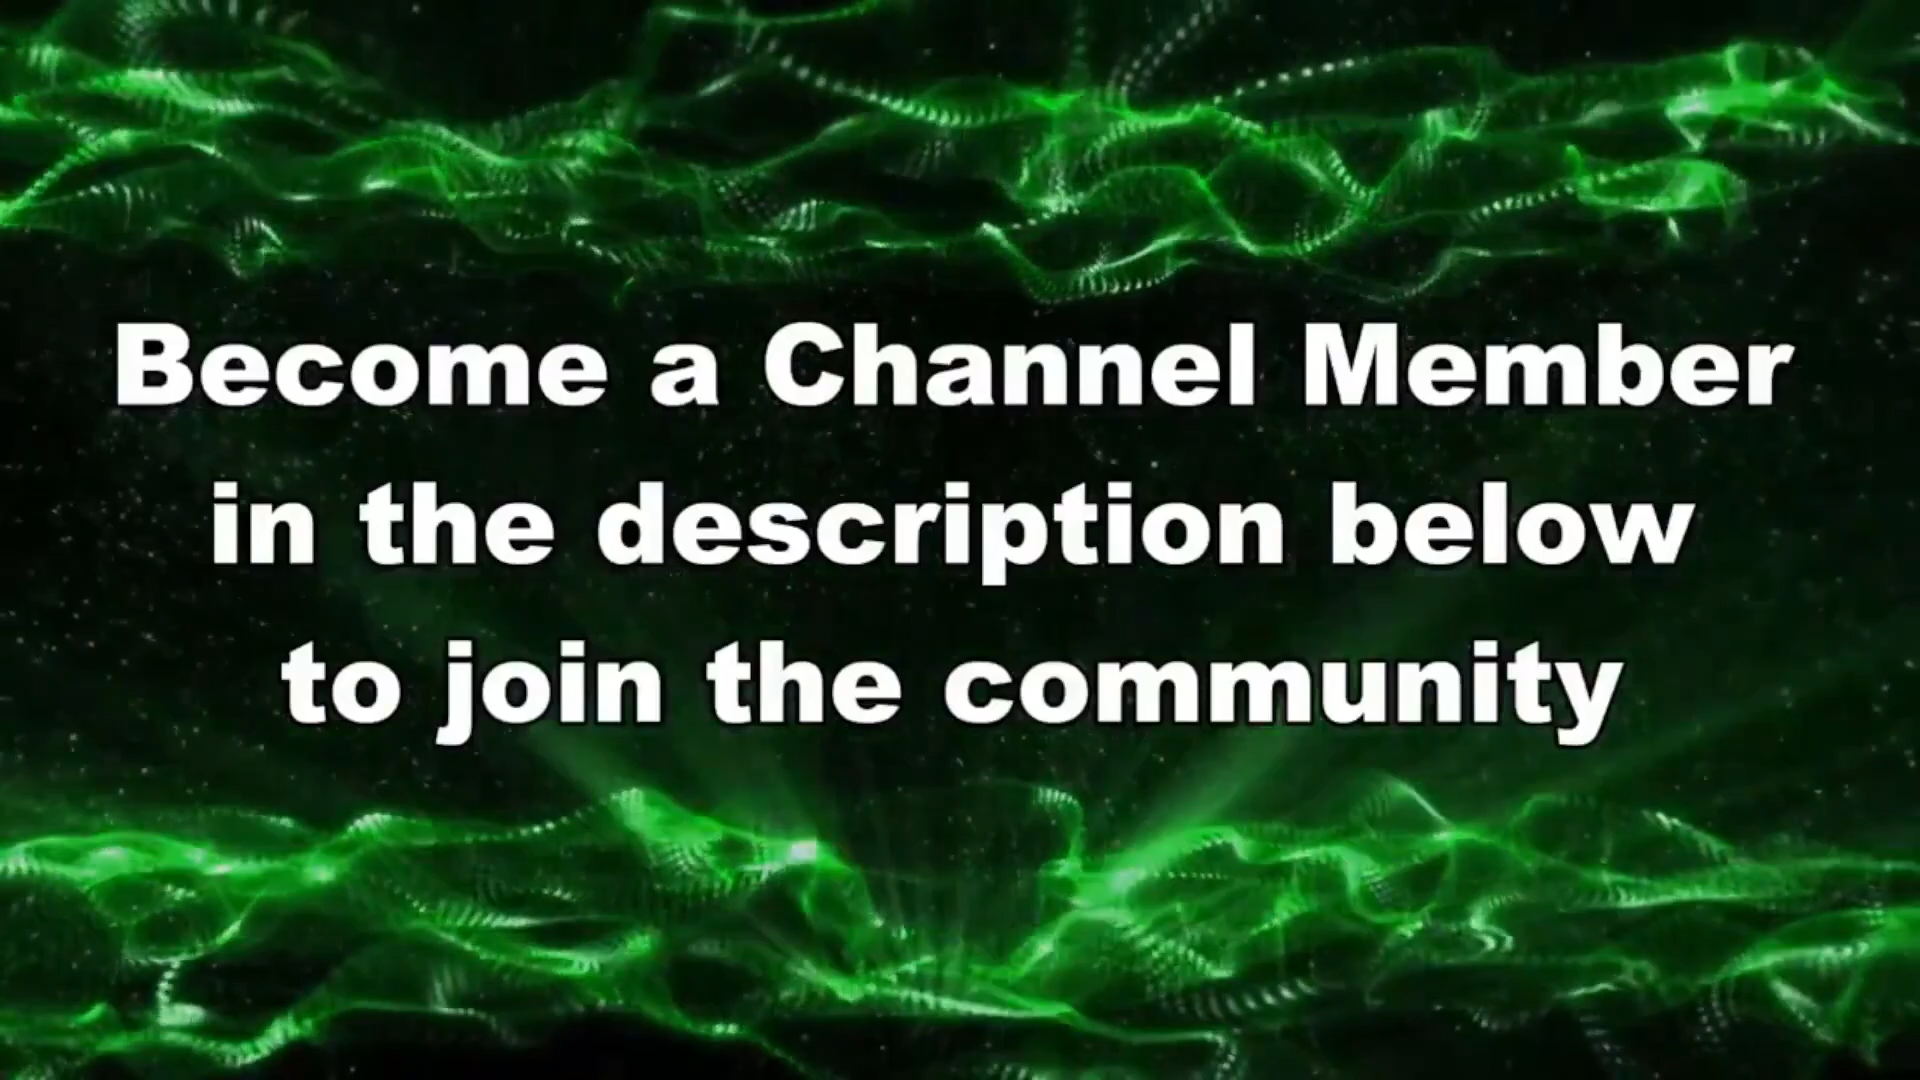 Become a Channel Member
in the description below
to join the community